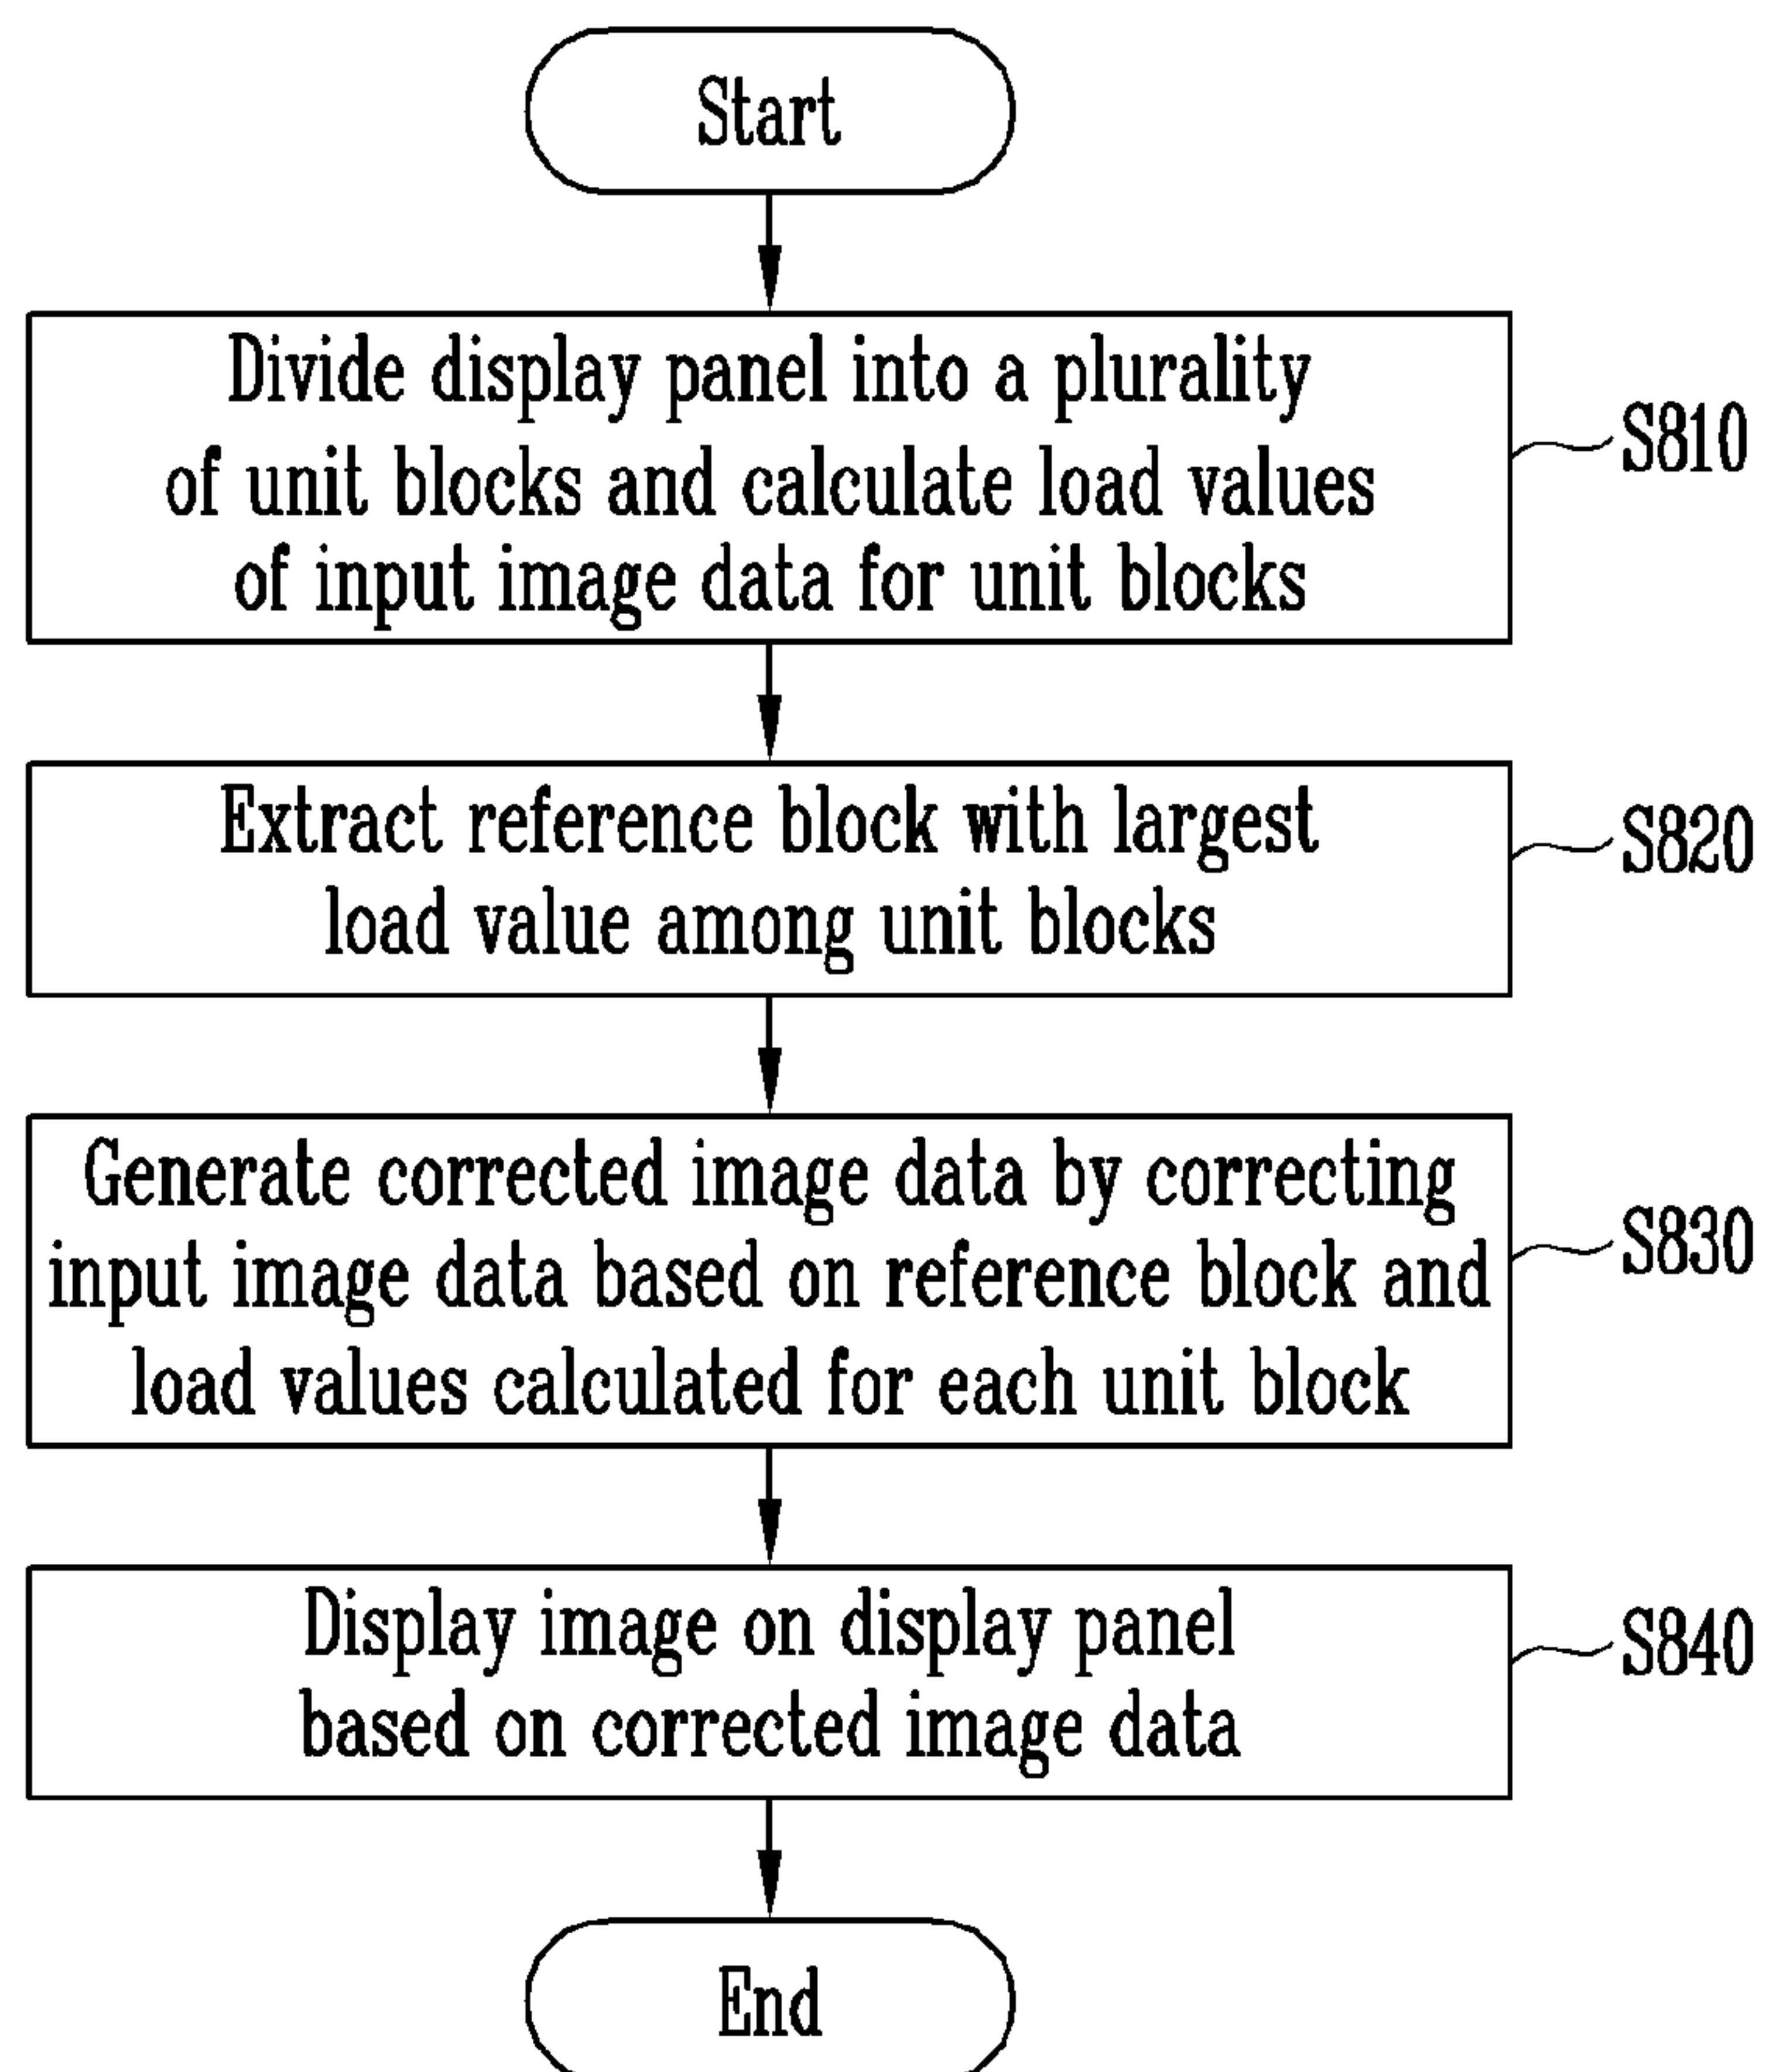 Start
Divide display panel into a plurality
of unit blocks and calculate load values
of input image data for unit blocks
S810
Extract reference block with largest
load value among unit blocks
S820
Generate corrected image data by correcting
input image data based on reference block and
load values calculated for each unit block
S830
Display image on display panel
based on corrected image data
S840
End